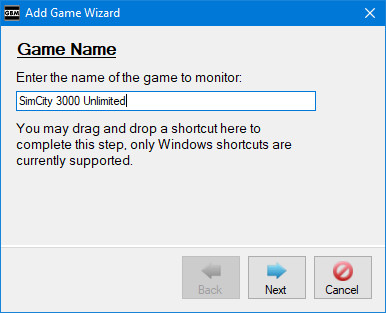 GBM Add Game Wizard
Game Name
Enter the name of the game to monitor:
SimCity 3000 Unlimited
You may drag and drop a shortcut here to
complete this step, only Windows shortcuts are
currently supported.
Back Next Cancel